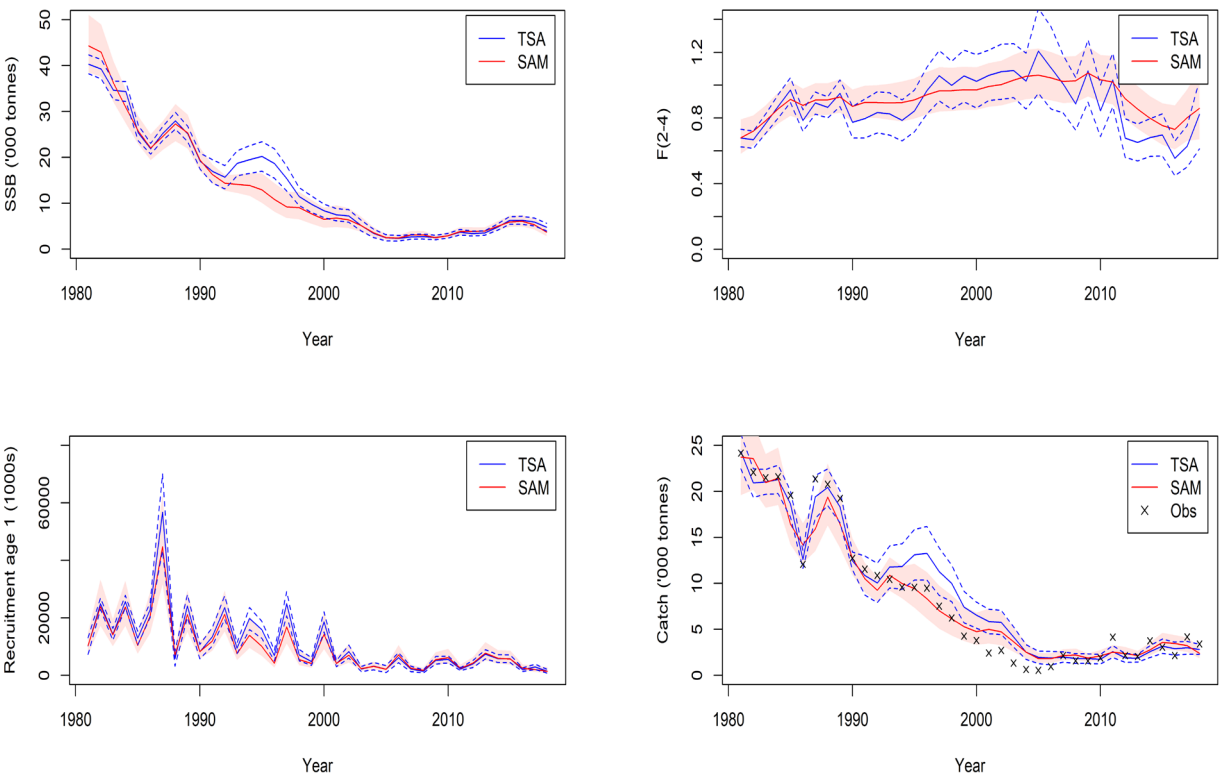 SSB ('000 tonnes)
50
40
30
20
10
0
TSA
SAM
1980
1990
2000
2010
Year
F(2-4)
1.2
0.8
0.4
0.0
TSA
SAM
1980
1990
2000
2010
Year
Recruitment age 1 (1000s)
60000
20000
0
TSA
SAM
1980
1990
2000
2010
Year
Catch ('000 tonnes)
25
20
15
10
5
0
TSA
SAM
Obs
1980
1990
2000
2010
Year